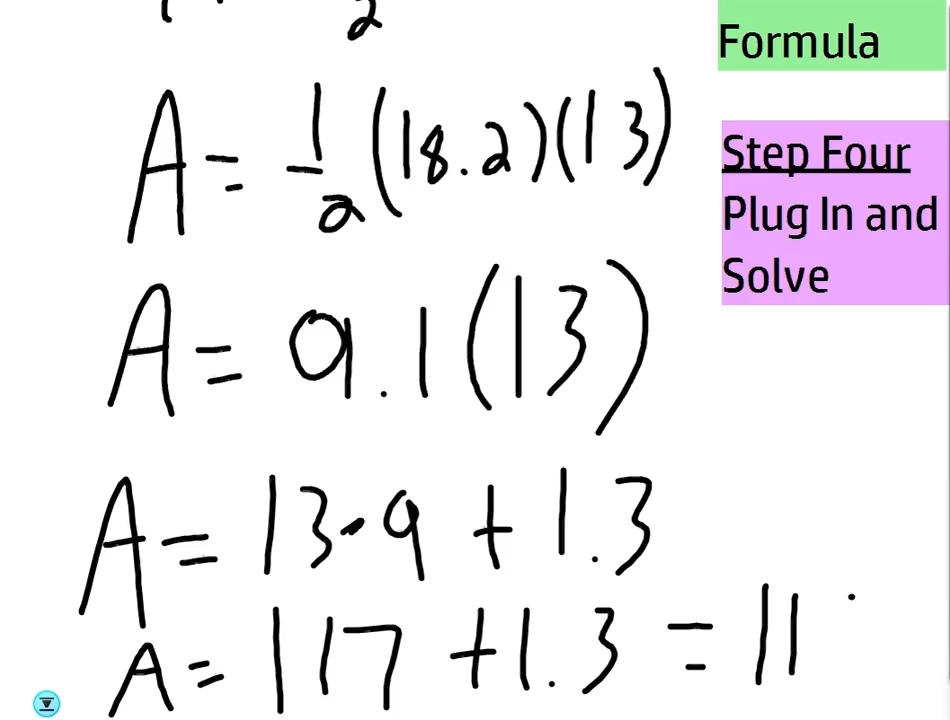 2
A = 1/2 (18.2)(13)
A = 9.1(13)
A = 13·9 + 1.3
A = 117 + 1.3 = 11
Formula
Step Four
Plug In and
Solve